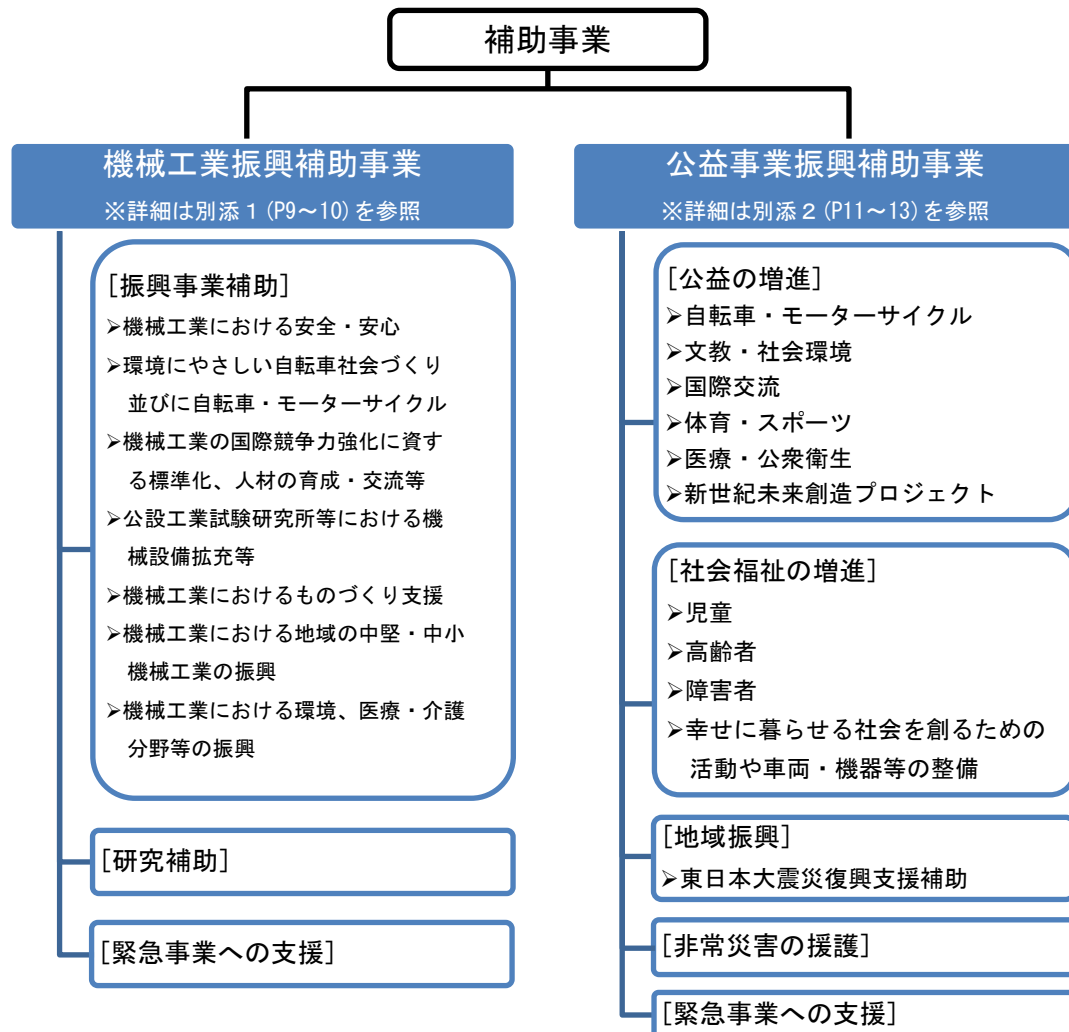 補助事業
機械工業振興補助事業
※詳細は別添１(P9～10)を参照
[振興事業補助]
➢機械工業における安全・安心
➢環境にやさしい自転車社会づくり
並びに自転車・モーターサイクル
➢機械工業の国際競争力強化に資す
る標準化、人材の育成・交流等
➢公設工業試験研究所等における機
械設備拡充等
➢機械工業におけるものづくり支援
➢機械工業における地域の中堅・中小
機械工業の振興
➢機械工業における環境、医療・介護
分野等の振興
[研究補助]
[緊急事業への支援]
公益事業振興補助事業
※詳細は別添２(P11～13)を参照
[公益の増進]
➢自転車・モーターサイクル
➢文教・社会環境
➢国際交流
➢体育・スポーツ
➢医療・公衆衛生
➢新世紀未来創造プロジェクト
[社会福祉の増進]
➢児童
➢高齢者
➢障害者
➢幸せに暮らせる社会を創るための
活動や車両・機器等の整備
[地域振興]
➢東日本大震災復興支援補助
[非常災害の援護]
[緊急事業への支援]